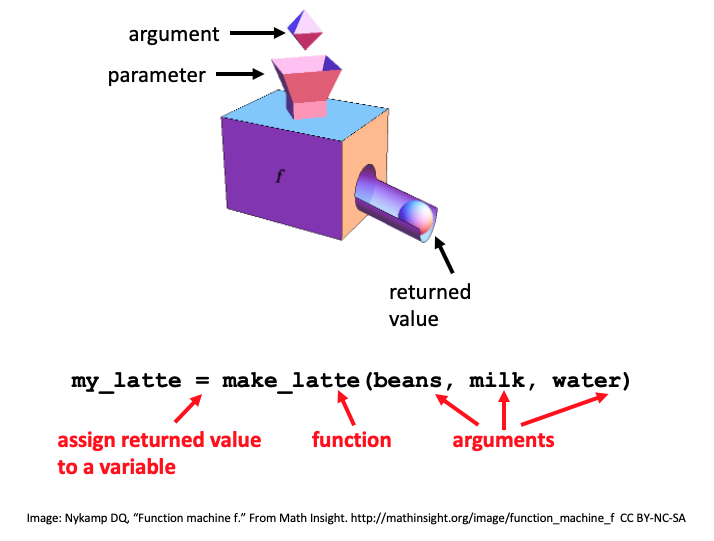 argument
parameter
f
returned
value
my_latte = make_latte(beans, milk, water)
assign returned value
to a variable
function
arguments
Image: Nykamp DQ, “Function machine f.” From Math Insight. http://mathinsight.org/image/function_machine_f  CC BY-NC-SA